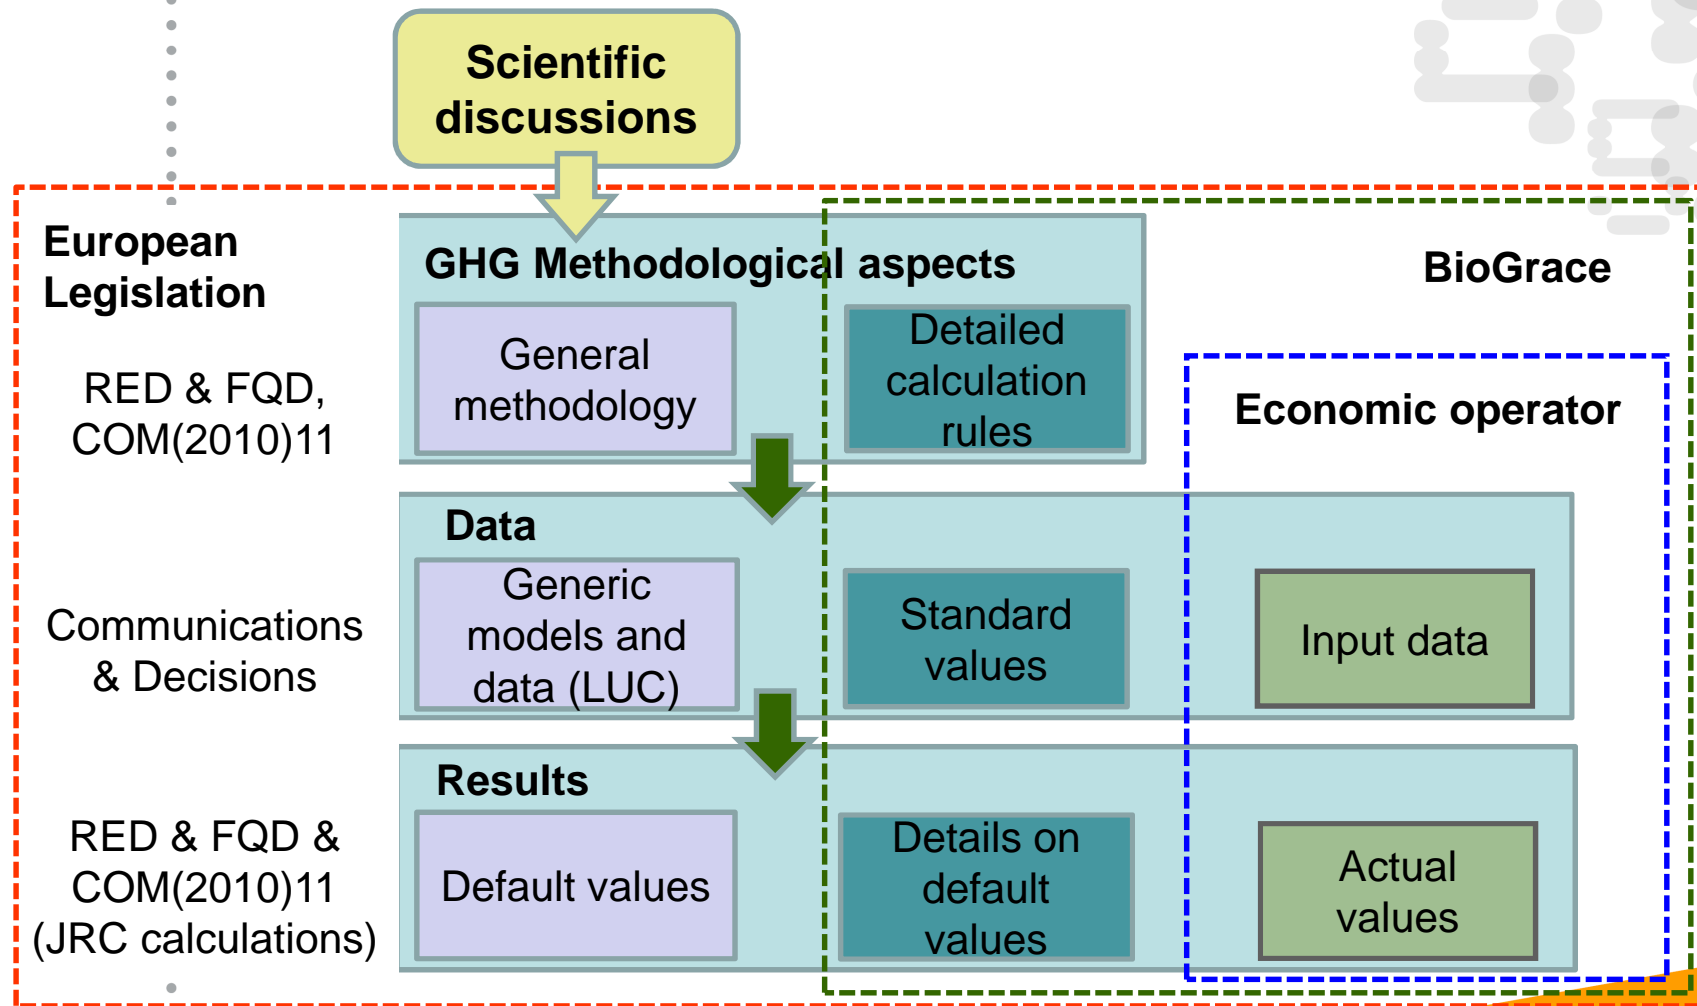 Scientific
discussions
European
Legislation
GHG Methodological aspects
BioGrace
RED & FQD,
COM(2010)11
General
methodology
Detailed
calculation
rules
Economic operator
Data
Communications
& Decisions
Generic
models and
data (LUC)
Standard
values
Input data
Results
RED & FQD &
COM(2010)11
(JRC calculations)
Default values
Details on
default
values
Actual
values